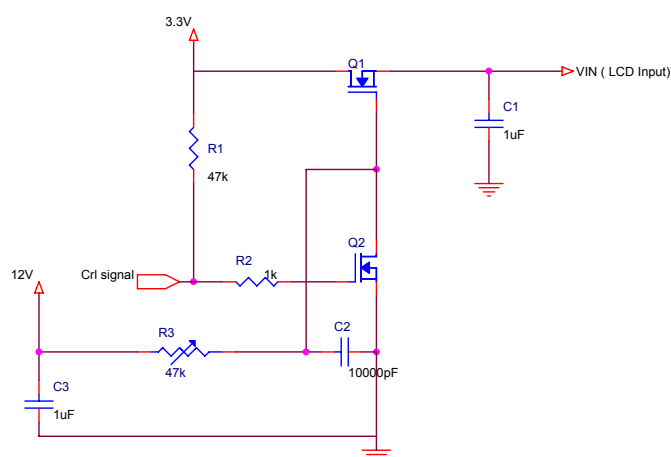 3.3V
Q1
VIN ( LCD Input)
C1
1uF
R1
47k
Q2
R2
1k
Crl signal
12V
R3
47k
C2
10000pF
C3
1uF